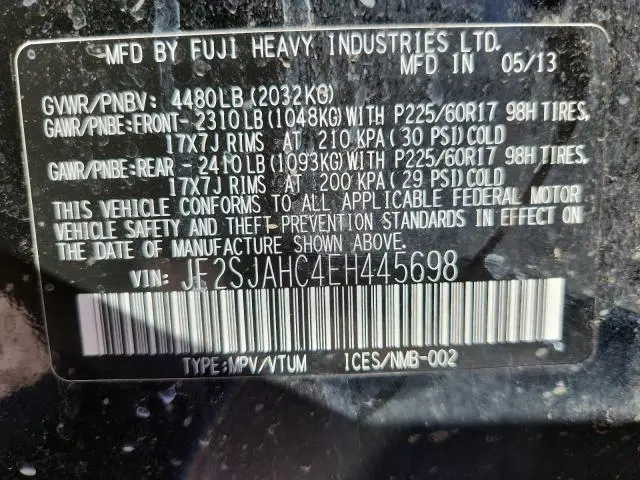 MFD BY FUJI HEAVY INDUSTRIES LTD.
MFD IN 05/13
GVWR/PNBV: 4480LB (2032KG)
GAWR/PNBE:FRONT- 2310LB (1048KG) WITH P225/60R17 98H TIRES,
17X7J RIMS AT 210 KPA (30 PSI) COLD
GAWR/PNBE:REAR - 2410LB (1093KG) WITH P225/60R17 98H TIRES,
17X7J RIMS AT 200 KPA (29 PSI) COLD
THIS VEHICLE CONFORMS TO ALL APPLICABLE FEDERAL MOTOR
VEHICLE SAFETY AND THEFT PREVENTION STANDARDS IN EFFECT ON
THE DATE OF MANUFACTURE SHOWN ABOVE.
VIN: JF2SJAHC4EH445698
TYPE:MPV/VTUM ICES/NMB-002